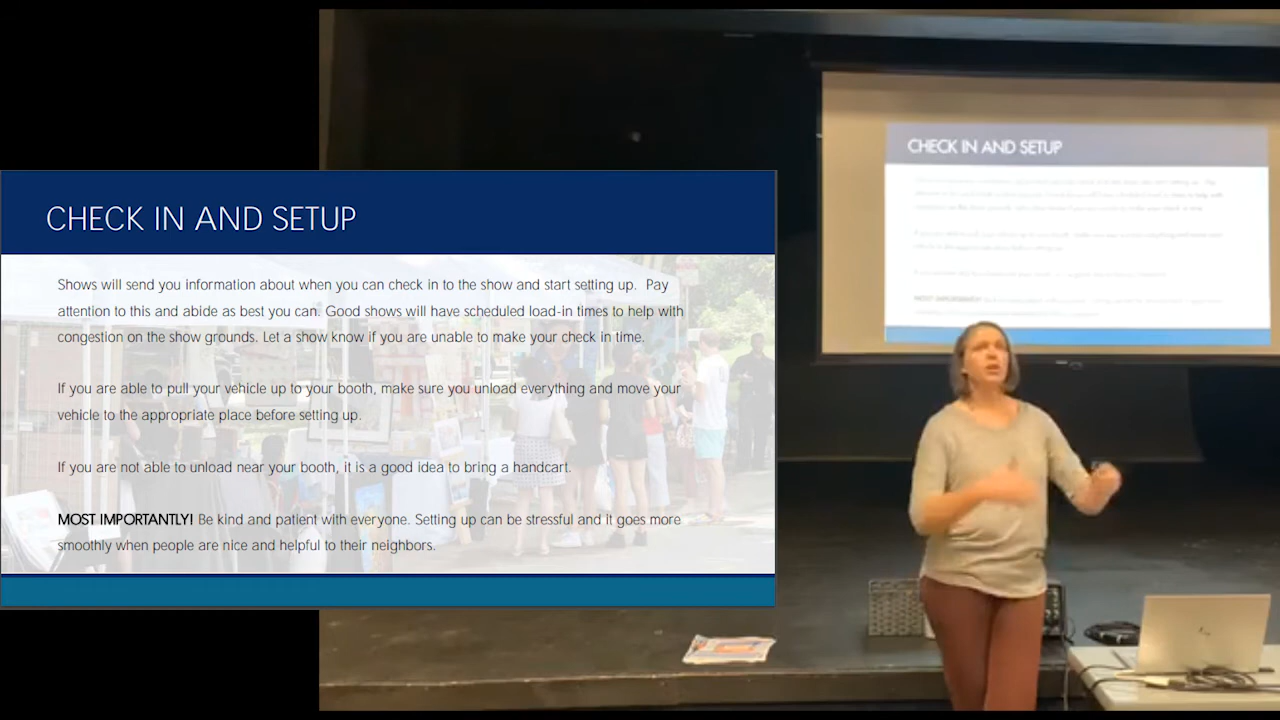 CHECK IN AND SETUP
Shows will send you information about when you can check in to the show and start setting up. Pay
attention to this and abide as best you can. Good shows will have scheduled load-in times to help with
congestion on the show grounds. Let a show know if you are unable to make your check in time.
If you are able to pull your vehicle up to your booth, make sure you unload everything and move your
vehicle to the appropriate place before setting up.
If you are not able to unload near your booth, it is a good idea to bring a handcart.
MOST IMPORTANTLY! Be kind and patient with everyone. Setting up can be stressful and it goes more
smoothly when people are nice and helpful to their neighbors.
CHECK IN AND SETUP